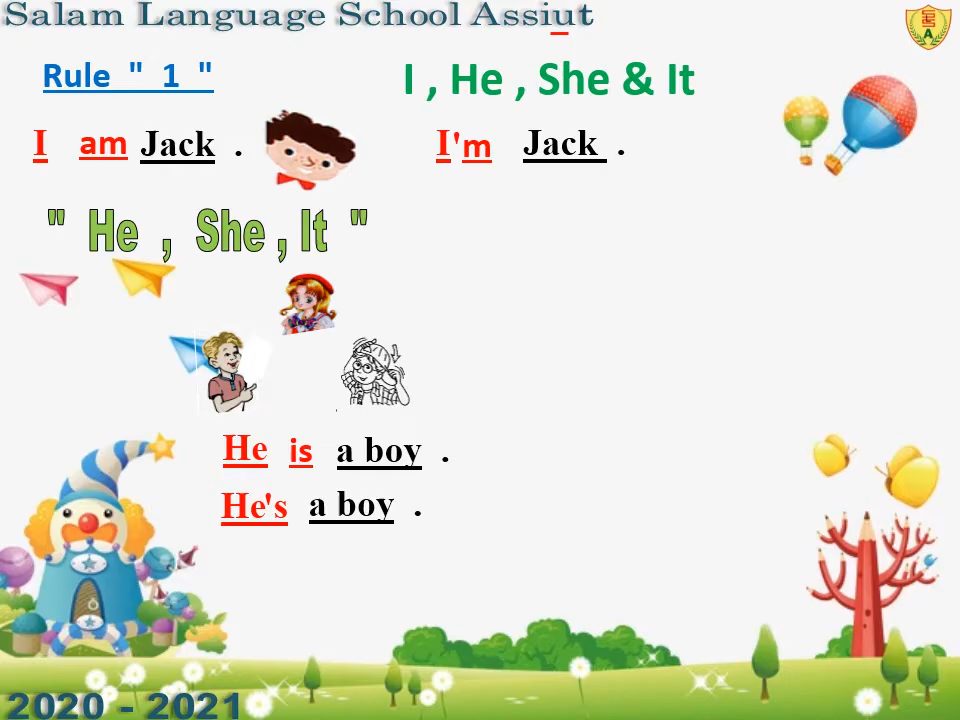 Salam Language School Assiut
Rule " 1 " I , He , She & It
I am Jack . I'm Jack .
" He , She , It "
He is a boy .
He's a boy .
2020 - 2021